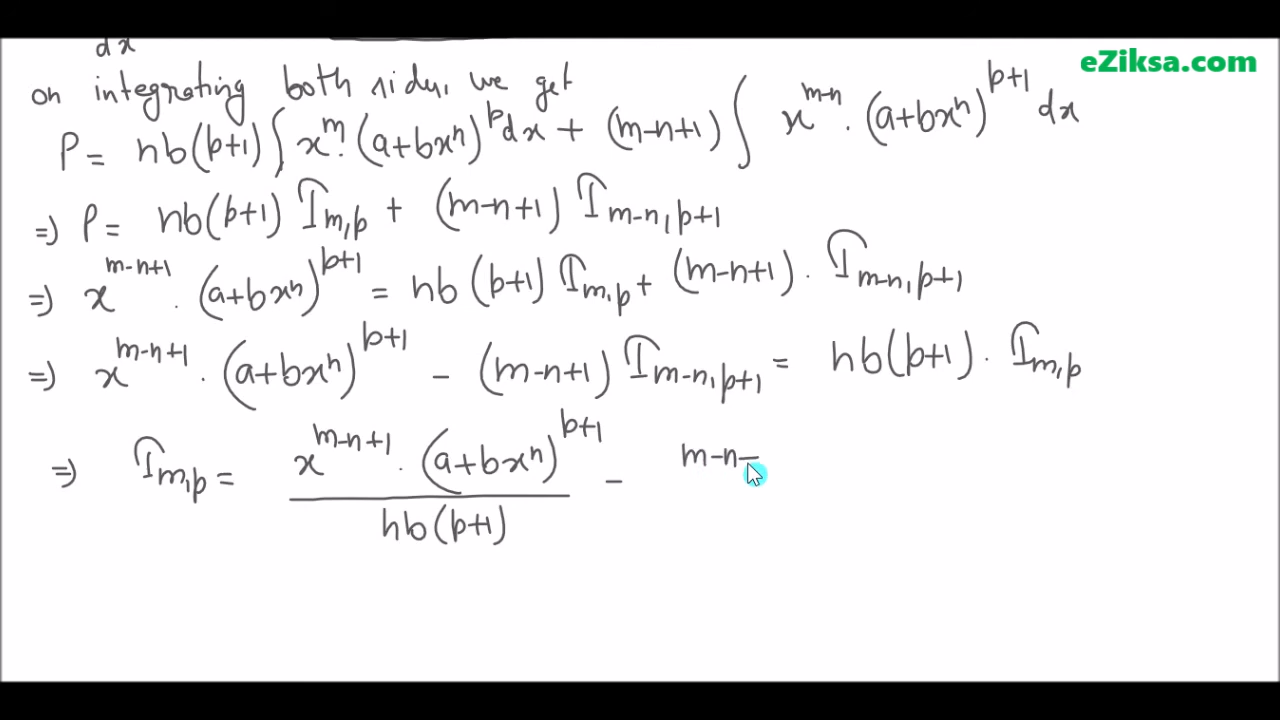 dx
eZiksa.com
on integrating both sides, we get
P = nb(p+1) ∫ x^m · (a+bx^n)^p dx + (m-n+1) ∫ x^{m-n} · (a+bx^n)^{p+1} dx
⇒) P = nb(p+1) I_{m,p} + (m-n+1) I_{m-n,p+1}
⇒) x^{m-n+1} · (a+bx^n)^{p+1} = nb(p+1) I_{m,p} + (m-n+1) · I_{m-n,p+1}
⇒) x^{m-n+1} · (a+bx^n)^{p+1} - (m-n+1) I_{m-n,p+1} = nb(p+1) · I_{m,p}
⇒) I_{m,p} = x^{m-n+1} · (a+bx^n)^{p+1} - m-n-
nb(p+1)